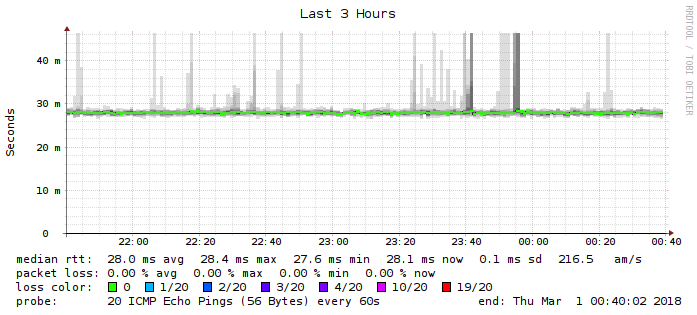 Last 3 Hours
RRDTOOL / TOBI OETIKER
Seconds
40 m
30 m
20 m
10 m
0
22:00 22:20 22:40 23:00 23:20 23:40 00:00 00:20 00:40
median rtt: 28.0 ms avg 28.4 ms max 27.6 ms min 28.1 ms now 0.1 ms sd 216.5 am/s
packet loss: 0.00 % avg 0.00 % max 0.00 % min 0.00 % now
loss color: 0 1/20 2/20 3/20 4/20 10/20 19/20
probe: 20 ICMP Echo Pings (56 Bytes) every 60s end: Thu Mar 1 00:40:02 2018